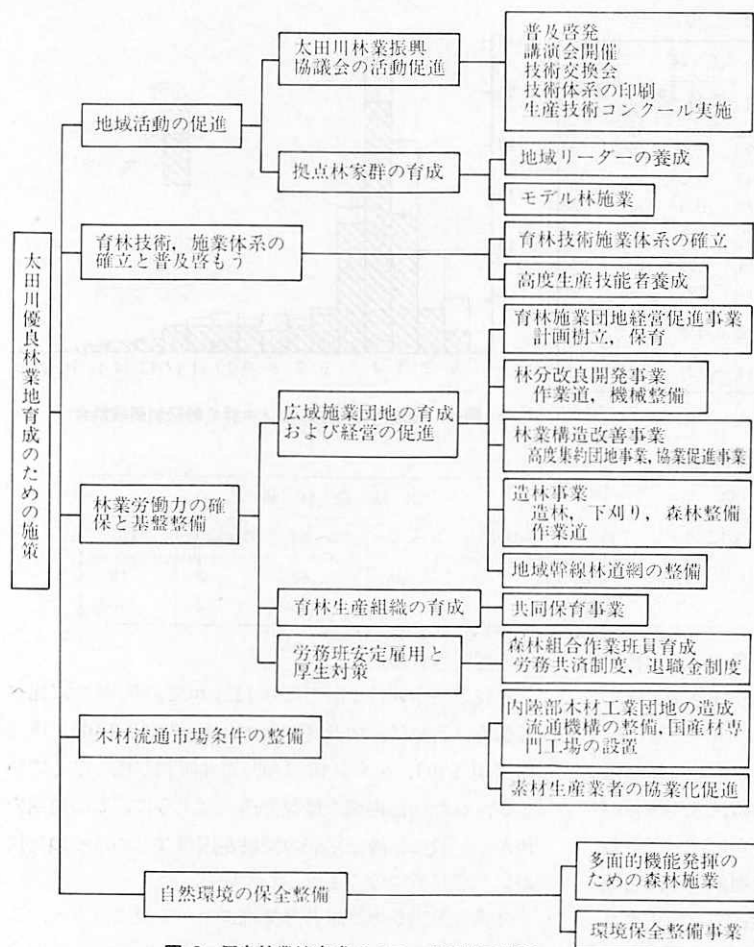 太田川優良林業地育成のための施策
地域活動の促進
太田川林業振興
協議会の活動促進
普及啓発
講演会開催
技術交換会
技術体系の印刷
生産技術コンクール実施
拠点林家群の育成
地域リーダーの養成
モデル林施業
育林技術,施業体系の
確立と普及啓もう
育林技術施業体系の確立
高度生産技能者養成
林業労働力の確
保と基盤整備
広域施業団地の育成
および経営の促進
育林施業団地経営促進事業
計画樹立,保育
林分改良開発事業
作業道,機械整備
林業構造改善事業
高度集約団地事業,協業促進事業
造林事業
造林,下刈り,森林整備
作業道
地域幹線林道網の整備
育林生産組織の育成
共同保育事業
労務班安定雇用と
厚生対策
森林組合作業班員育成
労務共済制度,退職金制度
木材流通市場条件の整備
内陸部木材工業団地の造成
流通機構の整備,国産材専
門工場の設置
素材生産業者の協業化促進
自然環境の保全整備
多面的機能発揮の
ための森林施業
環境保全整備事業